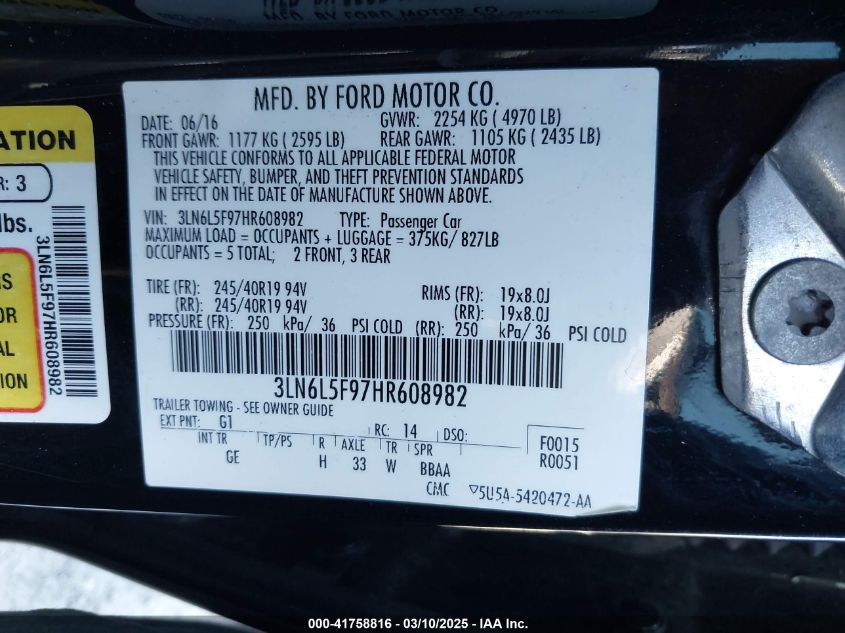 MFD. BY FORD MOTOR CO.
MFD. BY FORD MOTOR CO.
DATE: 06/16 GVWR: 2254 KG ( 4970 LB)
FRONT GAWR: 1177 KG ( 2595 LB) REAR GAWR: 1105 KG ( 2435 LB)
THIS VEHICLE CONFORMS TO ALL APPLICABLE FEDERAL MOTOR
VEHICLE SAFETY, BUMPER, AND THEFT PREVENTION STANDARDS
IN EFFECT ON THE DATE OF MANUFACTURE SHOWN ABOVE.
VIN: 3LN6L5F97HR608982 TYPE: Passenger Car
MAXIMUM LOAD = OCCUPANTS + LUGGAGE = 375KG/ 827LB
OCCUPANTS = 5 TOTAL; 2 FRONT, 3 REAR
TIRE (FR): 245/40R19 94V RIMS (FR): 19x8.0J
(RR): 245/40R19 94V (RR): 19x8.0J
PRESSURE (FR): 250 kPa/ 36 PSI COLD (RR): 250 kPa/ 36 PSI COLD
3LN6L5F97HR608982
TRAILER TOWING - SEE OWNER GUIDE
EXT PNT: G1 RC: 14 DSO: F0015
INT TR TP/PS R AXLE TR SPR R0051
GE H 33 W BBAA
CMC ▽5U5A-5420472-AA
ATION
R: 3
lbs.
RS
OR
AL
N
3LN6L5F97HR608982
000-41758816 - 03/10/2025 - IAA Inc.